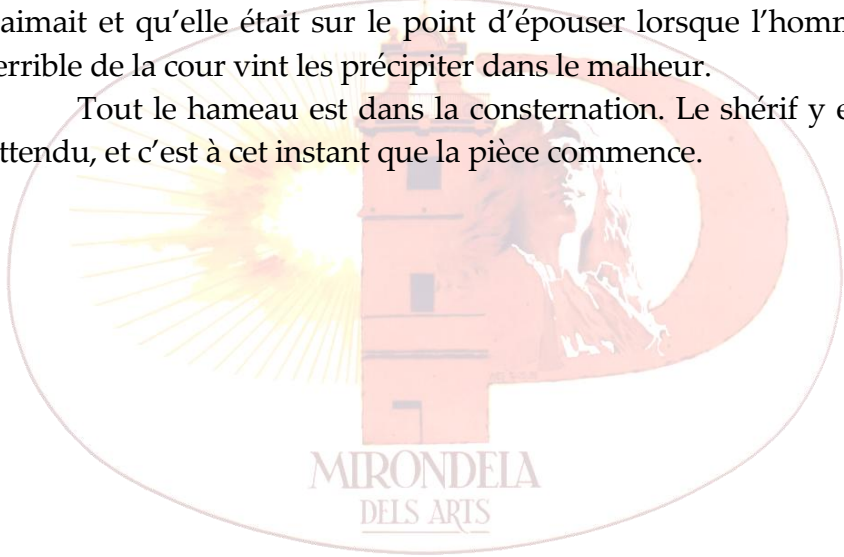 aimait et qu’elle était sur le point d’épouser lorsque l’homm
errible de la cour vint les précipiter dans le malheur.
Tout le hameau est dans la consternation. Le shérif y e
ttendu, et c’est à cet instant que la pièce commence.
MIRONDELA
DELS ARTS